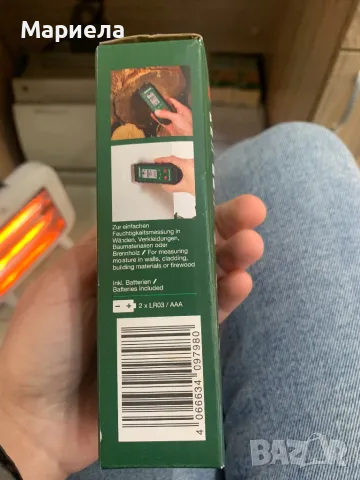 Мариела
Zur einfachen
Feuchtigkeitsmessung in
Wänden, Verkleidungen,
Baumaterialien oder
Brennholz // For measuring
moisture in walls, cladding,
building materials or firewood
Inkl. Batterien //
Batteries included
- + 2 x LR03 / AAA
4 066634 097980
BAZAR